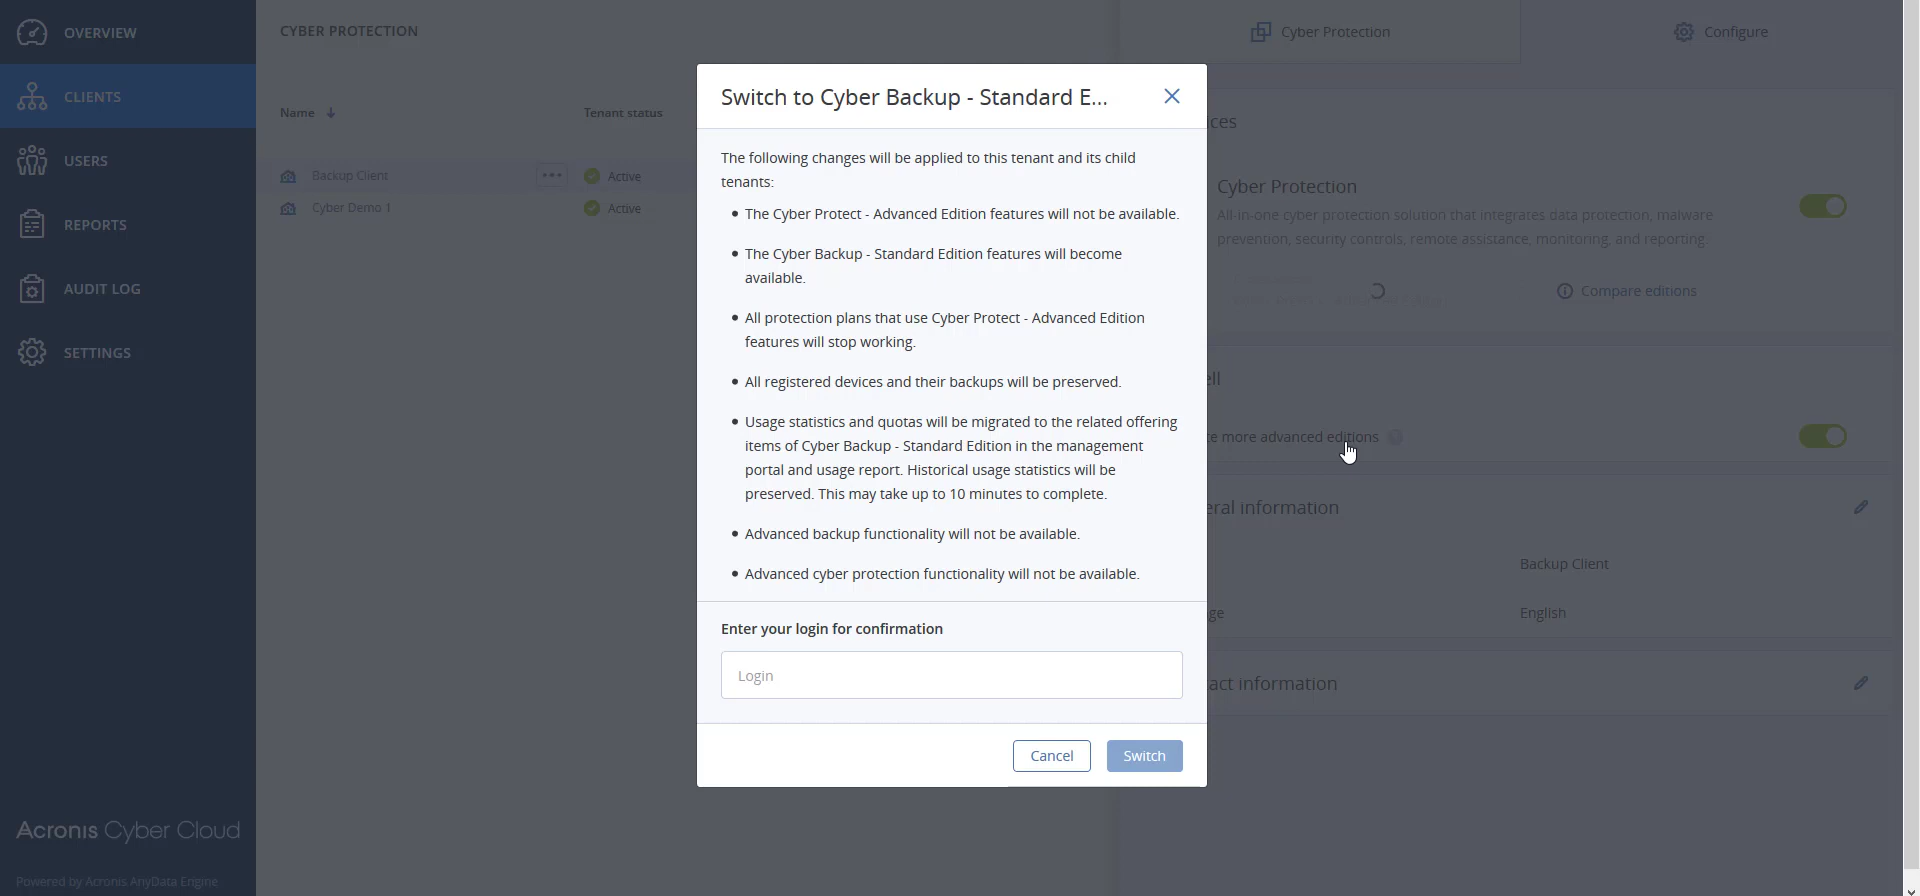 OVERVIEW
CLIENTS
USERS
REPORTS
AUDIT LOG
SETTINGS
Acronis Cyber Cloud
Powered by Acronis AnyData Engine
CYBER PROTECTION
Name
Tenant status
Backup Client
Active
Cyber Demo 1
Active
Switch to Cyber Backup - Standard E...
The following changes will be applied to this tenant and its child
tenants:
The Cyber Protect - Advanced Edition features will not be available.
The Cyber Backup - Standard Edition features will become
available.
All protection plans that use Cyber Protect - Advanced Edition
features will stop working.
All registered devices and their backups will be preserved.
Usage statistics and quotas will be migrated to the related offering
items of Cyber Backup - Standard Edition in the management
portal and usage report. Historical usage statistics will be
preserved. This may take up to 10 minutes to complete.
Advanced backup functionality will not be available.
Advanced cyber protection functionality will not be available.
Enter your login for confirmation
Login
Cancel
Switch
Cyber Protection
Configure
Cyber Protection
All-in-one cyber protection solution that integrates data protection, malware
prevention, security controls, remote assistance, monitoring, and reporting.
Compare editions
more advanced editions
information
Backup Client
English
information